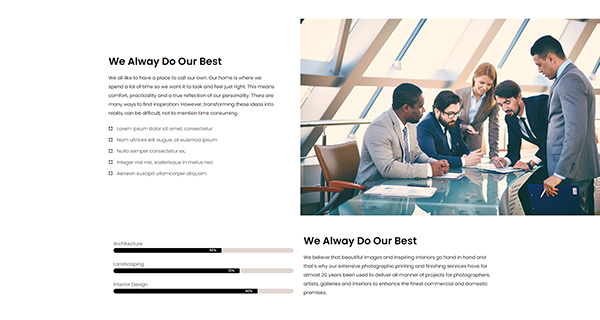 We Alway Do Our Best
We all like to have a place to call our own. Our home is where we
spend a lot of time so we want it to look and feel just right. This means
comfort, practicality and a true reflection of our personality. There are
many ways to find inspiration. However, transforming these ideas into
reality can be difficult, not to mention time consuming.
Lorem ipsum dolor sit amet, consectetur
Nam ultrices elit augue, at euismod ipsum
Nulla semper consectetur ex,
Integer nisl nisi, scelerisque in metus nec
Aenean suscipit ullamcorper aliquam.
Architecture
60%
Landscaping
70%
Interior Design
80%
We Alway Do Our Best
We believe that beautiful images and inspiring interiors go hand in hand and
that's why our extensive photographic printing and finishing services have for
almost 20 years been used to deliver all manner of projects for photographers,
artists, galleries and interiors to enhance the finest commercial and domestic
premises.